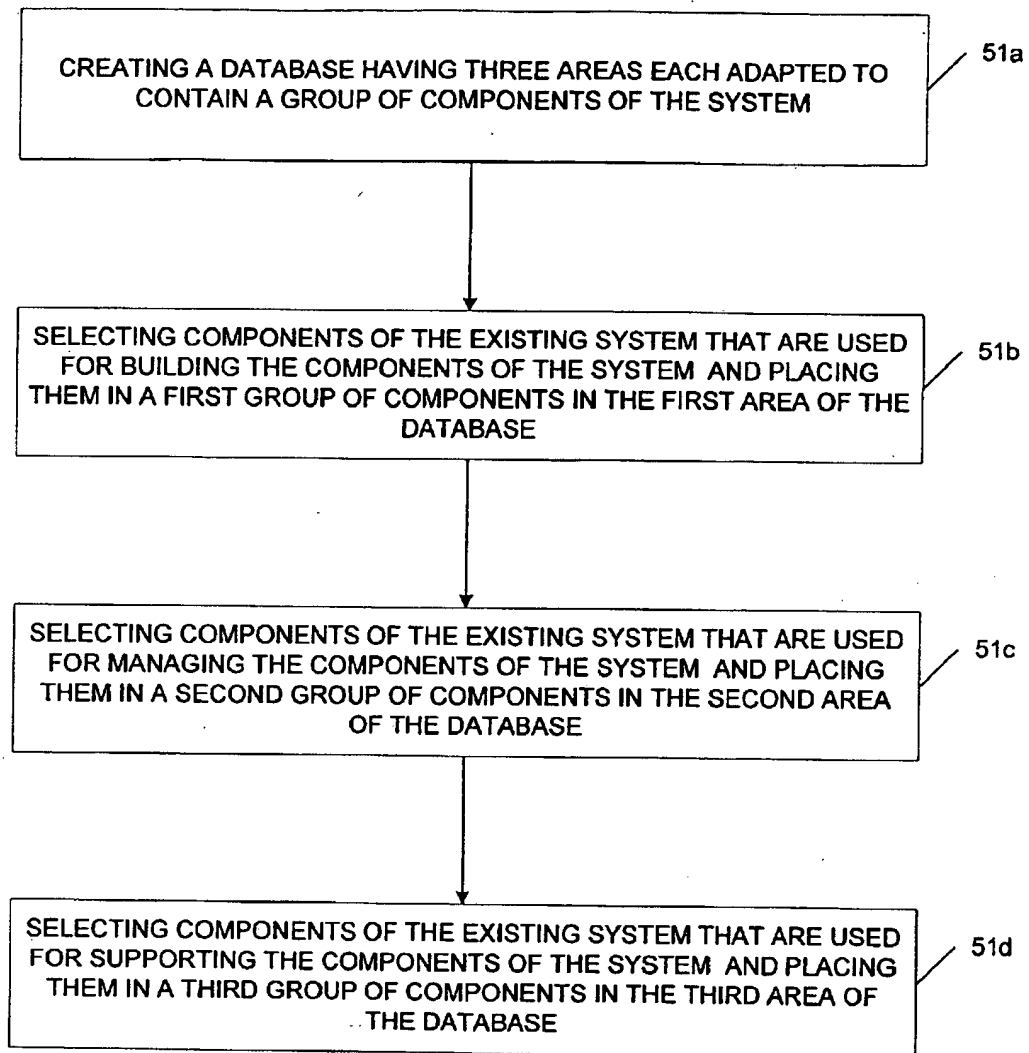 CREATING A DATABASE HAVING THREE AREAS EACH ADAPTED TO
CONTAIN A GROUP OF COMPONENTS OF THE SYSTEM
51a
SELECTING COMPONENTS OF THE EXISTING SYSTEM THAT ARE USED
FOR BUILDING THE COMPONENTS OF THE SYSTEM AND PLACING
THEM IN A FIRST GROUP OF COMPONENTS IN THE FIRST AREA OF THE
DATABASE
51b
SELECTING COMPONENTS OF THE EXISTING SYSTEM THAT ARE USED
FOR MANAGING THE COMPONENTS OF THE SYSTEM AND PLACING
THEM IN A SECOND GROUP OF COMPONENTS IN THE SECOND AREA
OF THE DATABASE
51c
SELECTING COMPONENTS OF THE EXISTING SYSTEM THAT ARE USED
FOR SUPPORTING THE COMPONENTS OF THE SYSTEM AND PLACING
THEM IN A THIRD GROUP OF COMPONENTS IN THE THIRD AREA OF
THE DATABASE
51d